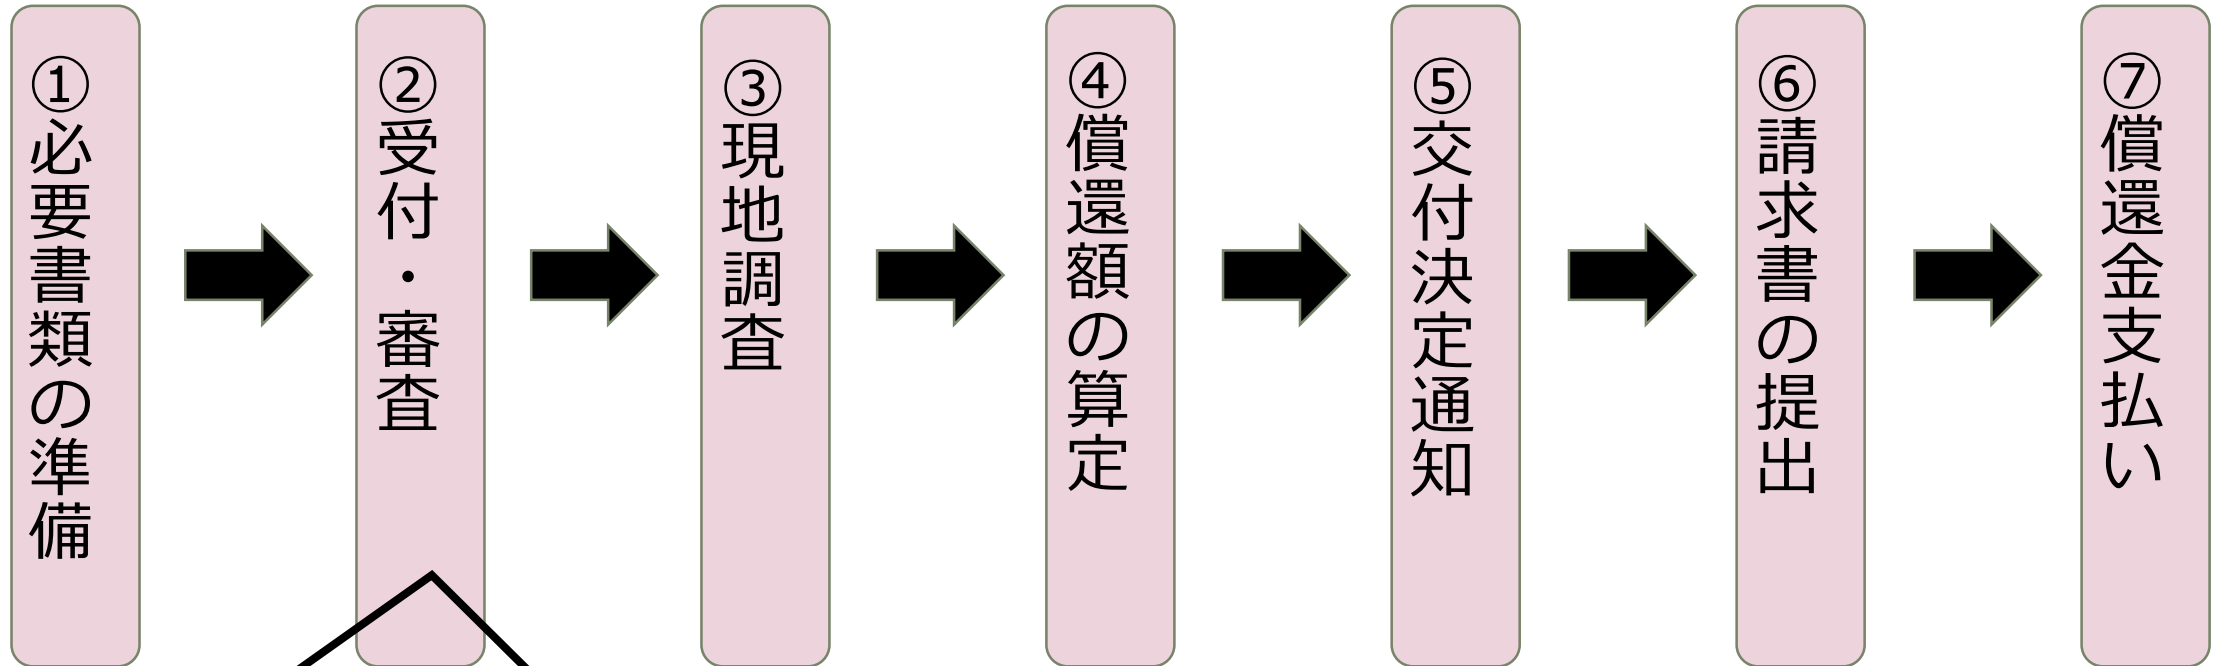 ①必要書類の準備
②受付・審査
③現地調査
④償還額の算定
⑤交付決定通知
⑥請求書の提出
⑦償還金支払い